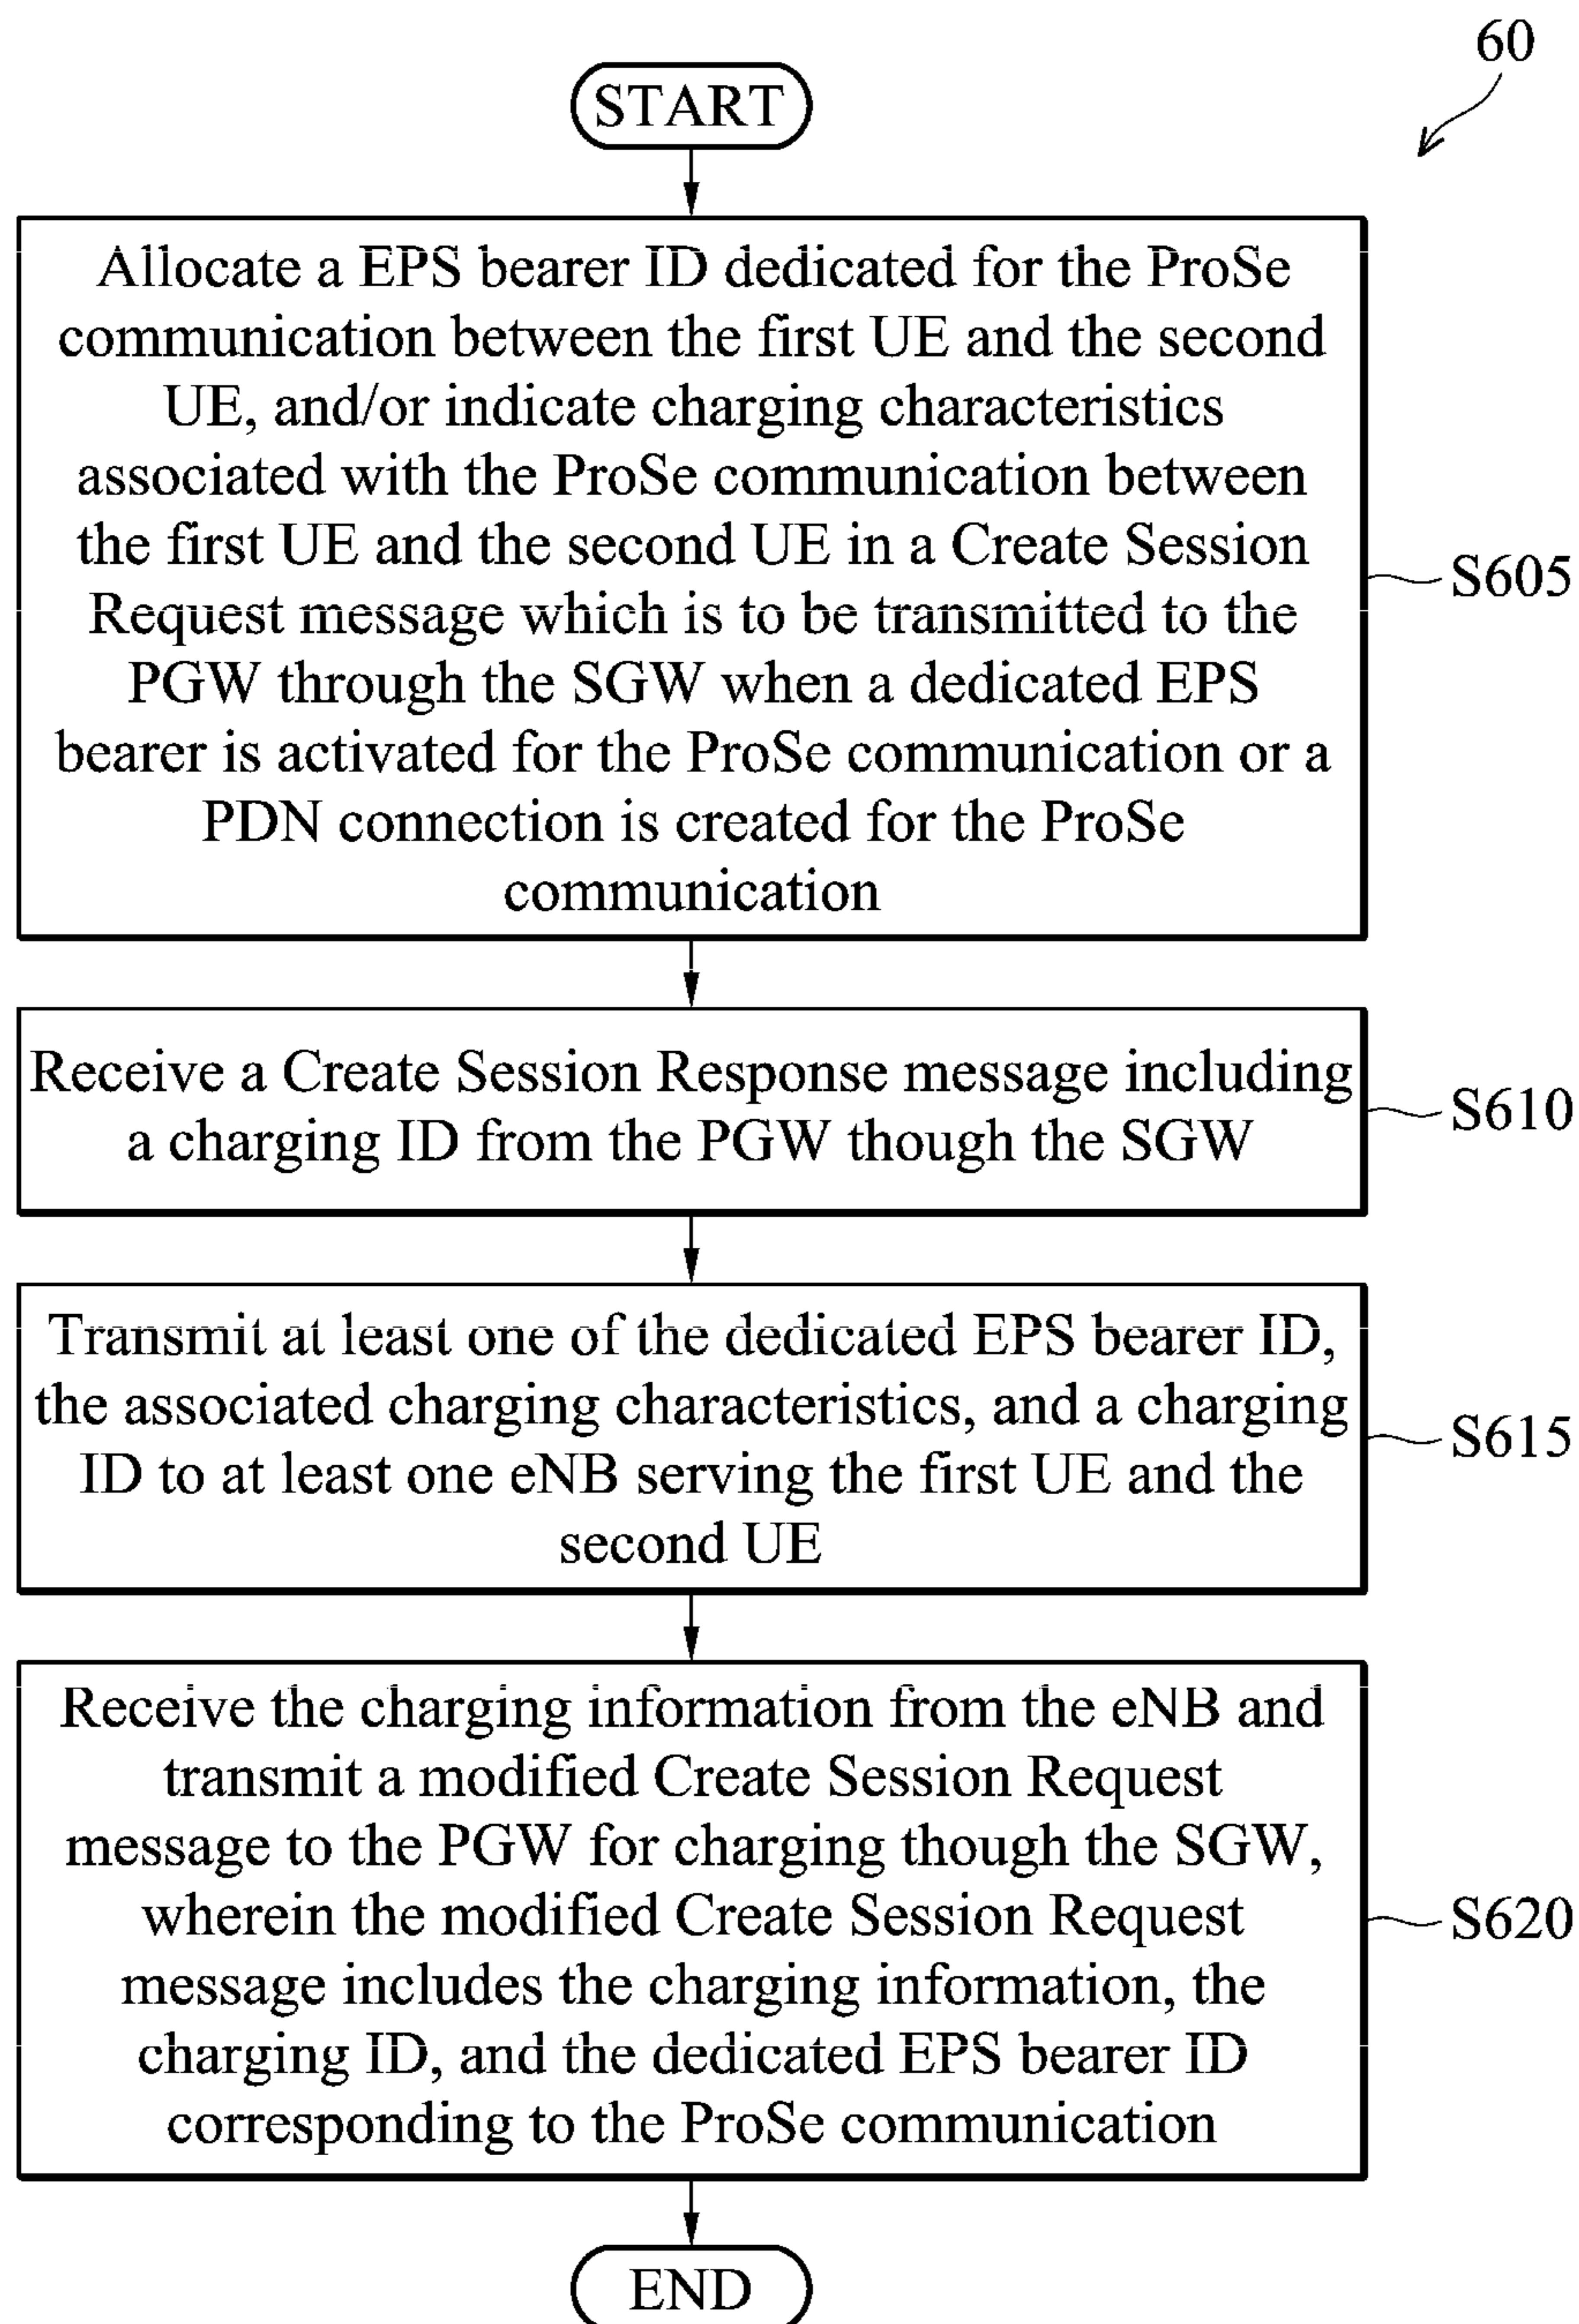 60
START
Allocate a EPS bearer ID dedicated for the ProSe
communication between the first UE and the second
UE, and/or indicate charging characteristics
associated with the ProSe communication between
the first UE and the second UE in a Create Session
Request message which is to be transmitted to the
PGW through the SGW when a dedicated EPS
bearer is activated for the ProSe communication or a
PDN connection is created for the ProSe
communication
S605
Receive a Create Session Response message including
a charging ID from the PGW though the SGW
S610
Transmit at least one of the dedicated EPS bearer ID,
the associated charging characteristics, and a charging
ID to at least one eNB serving the first UE and the
second UE
S615
Receive the charging information from the eNB and
transmit a modified Create Session Request
message to the PGW for charging though the SGW,
wherein the modified Create Session Request
message includes the charging information, the
charging ID, and the dedicated EPS bearer ID
corresponding to the ProSe communication
S620
END